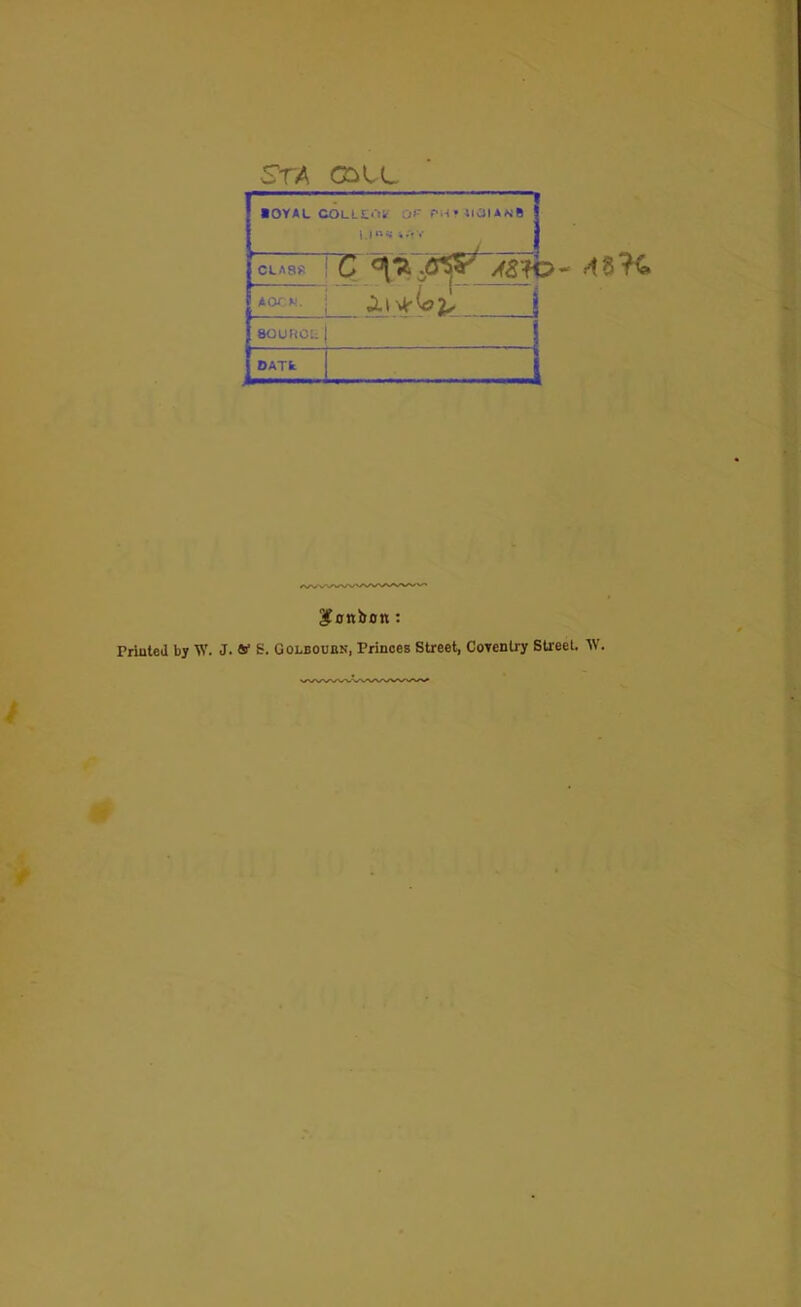 STA COLL
ROYAL COLLEGE OF PHYSICIANS
LIBRARY
CLASS
ACCN.
SOURCE
DATE
London:
Printed by W. J. & S. Golbourn, Princes Street, Coventry Street. W.